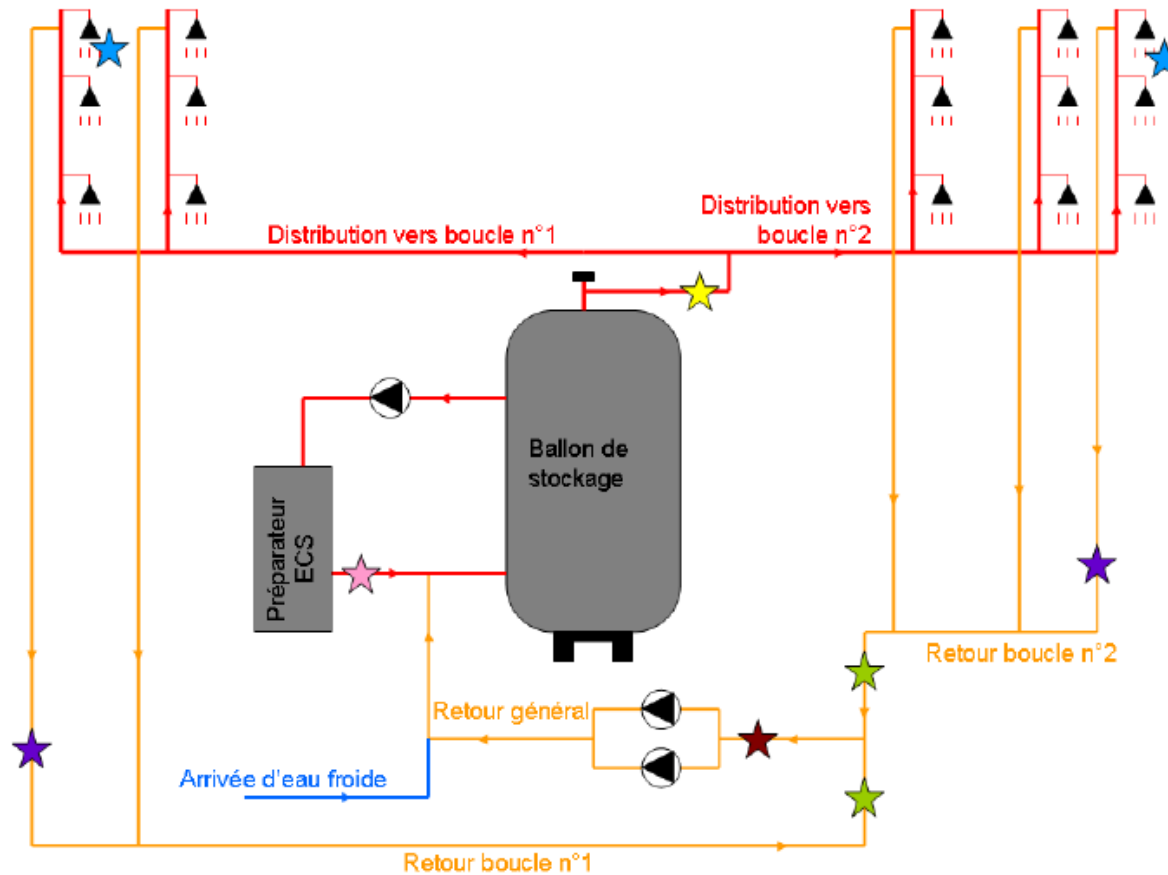 Distribution vers
boucle n°2
Distribution vers boucle n°1
Ballon de
stockage
Préparateur
ECS
Retour boucle n°2
Retour général
Arrivée d'eau froide
Retour boucle n°1